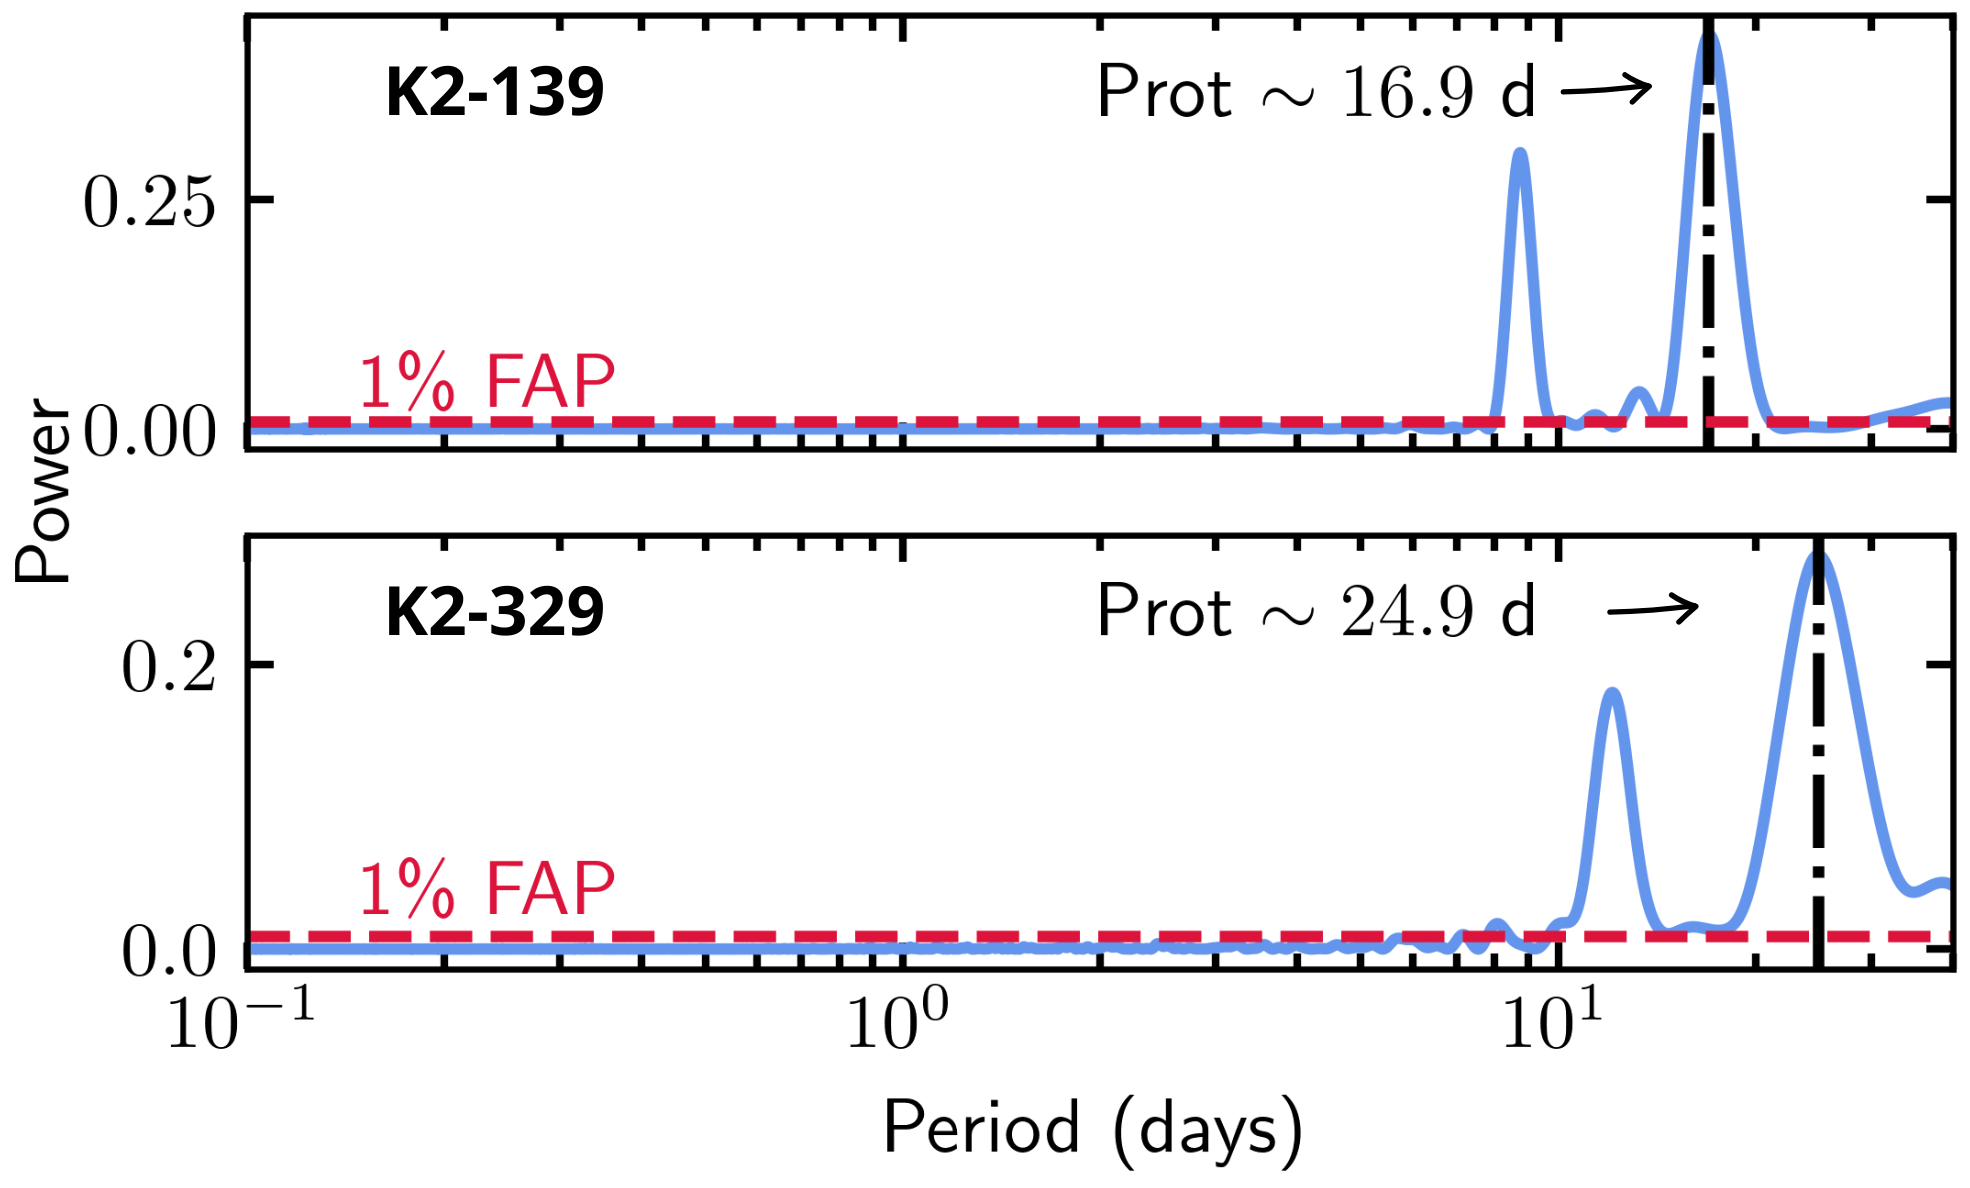 K2-139
Prot ~ 16.9 d
0.25
1% FAP
0.00
Power
K2-329
Prot ~ 24.9 d
0.2
1% FAP
0.0
10⁻¹ 10⁰ 10¹
Period (days)